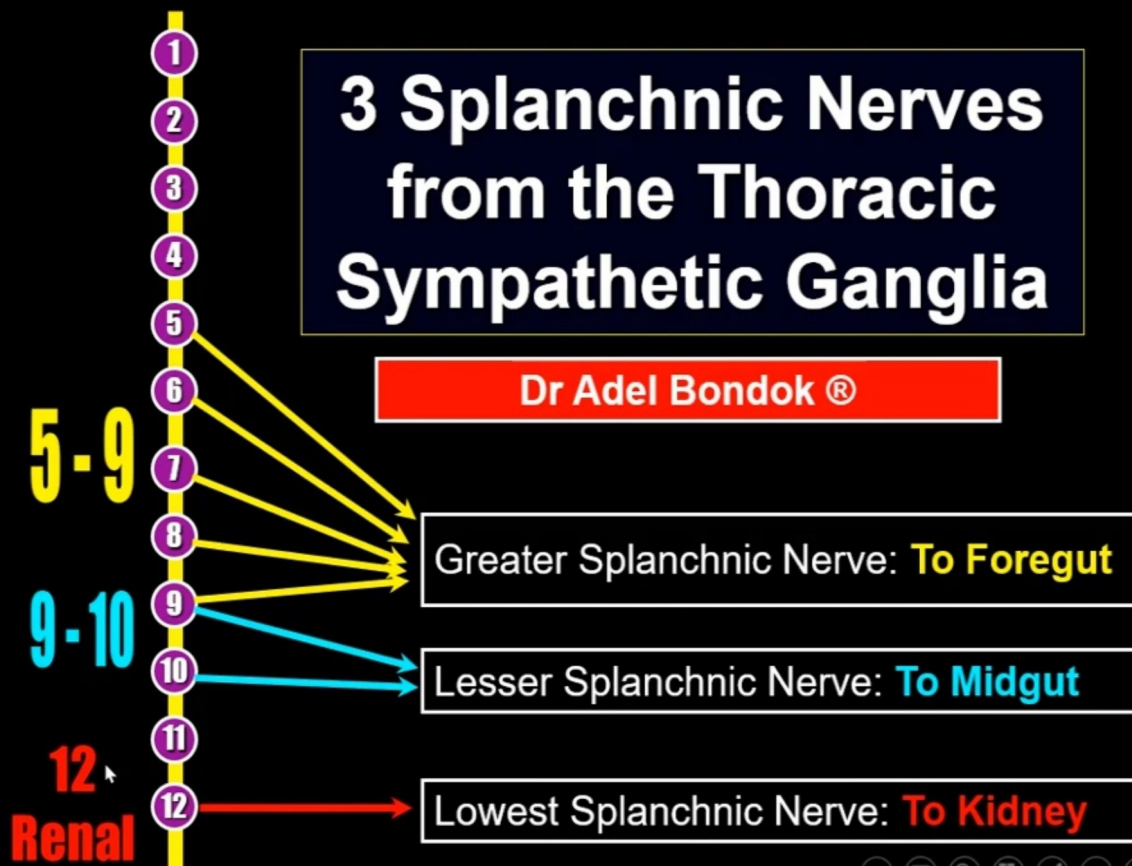 1
2
3
4
5
6
7
8
9
10
11
12
3 Splanchnic Nerves
from the Thoracic
Sympathetic Ganglia
Dr Adel Bondok ®
5 - 9
Greater Splanchnic Nerve: To Foregut
9 - 10
Lesser Splanchnic Nerve: To Midgut
12
Renal
Lowest Splanchnic Nerve: To Kidney